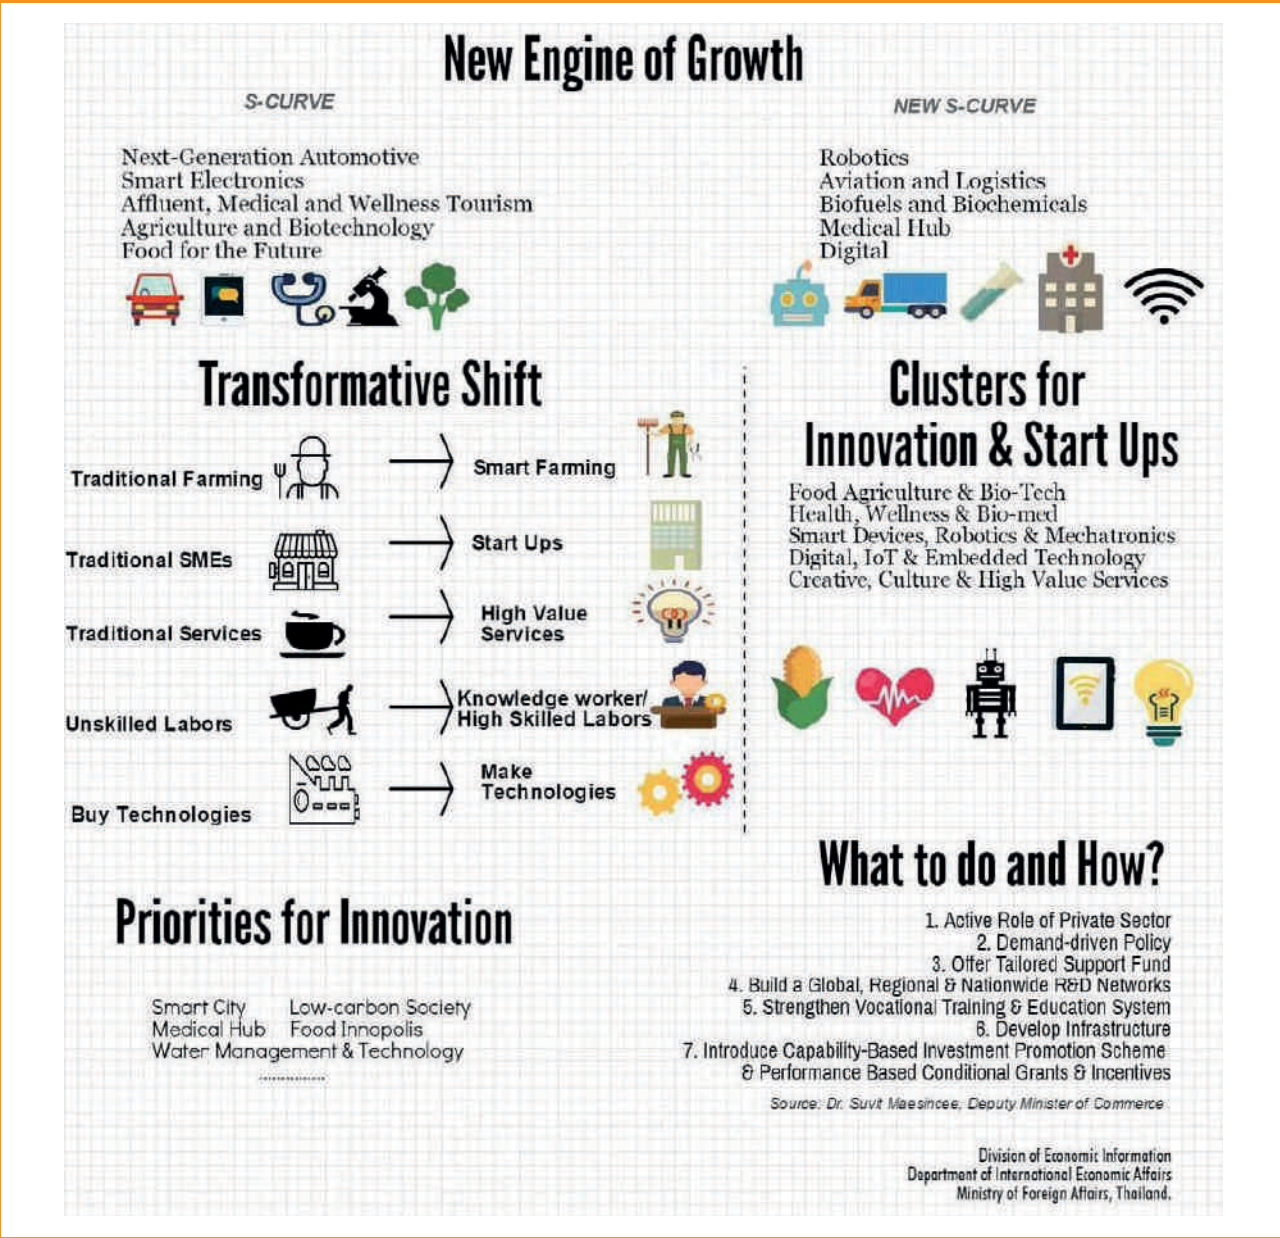 New Engine of Growth
S-CURVE
Next-Generation Automotive
Smart Electronics
Affluent, Medical and Wellness Tourism
Agriculture and Biotechnology
Food for the Future
NEW S-CURVE
Robotics
Aviation and Logistics
Biofuels and Biochemicals
Medical Hub
Digital
Transformative Shift
Traditional Farming
Smart Farming
Traditional SMEs
Start Ups
Traditional Services
High Value
Services
Unskilled Labors
Knowledge worker/
High Skilled Labors
Buy Technologies
Make
Technologies
Clusters for
Innovation & Start Ups
Food Agriculture & Bio-Tech
Health, Wellness & Bio-med
Smart Devices, Robotics & Mechatronics
Digital, IoT & Embedded Technology
Creative, Culture & High Value Services
Priorities for Innovation
Smart City Low-carbon Society
Medical Hub Food Innopolis
Water Management & Technology
................
What to do and How?
1. Active Role of Private Sector
2. Demand-driven Policy
3. Offer Tailored Support Fund
4. Build a Global, Regional & Nationwide R&D Networks
5. Strengthen Vocational Training & Education System
6. Develop Infrastructure
7. Introduce Capability-Based Investment Promotion Scheme
& Performance Based Conditional Grants & Incentives
Source: Dr. Suvit Maesincee, Deputy Minister of Commerce
Division of Economic Information
Department of International Economic Affairs
Ministry of Foreign Affairs, Thailand.